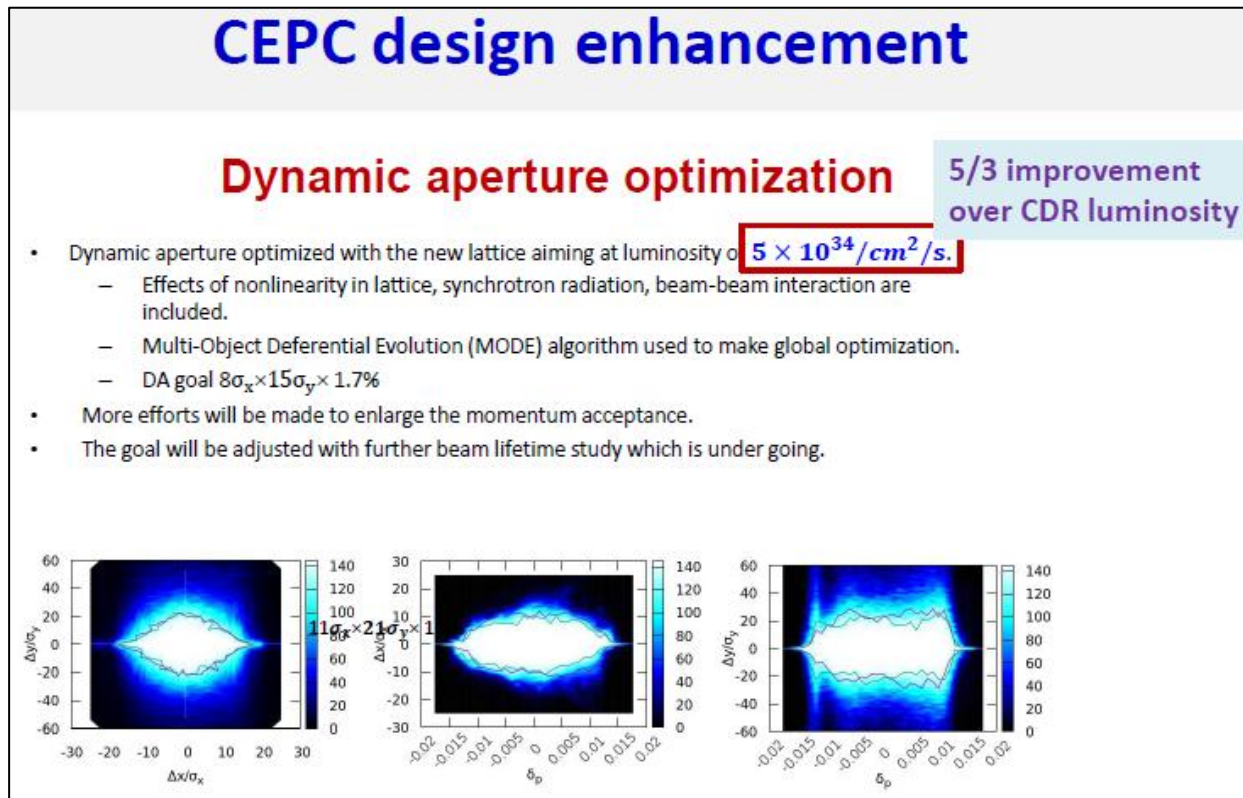 CEPC design enhancement
Dynamic aperture optimization
5/3 improvement
over CDR luminosity
• Dynamic aperture optimized with the new lattice aiming at luminosity o 5 × 10³⁴/cm²/s.
– Effects of nonlinearity in lattice, synchrotron radiation, beam-beam interaction are
included.
– Multi-Object Deferential Evolution (MODE) algorithm used to make global optimization.
– DA goal 8σₓ×15σᵧ× 1.7%
• More efforts will be made to enlarge the momentum acceptance.
• The goal will be adjusted with further beam lifetime study which is under going.
60
40
20
0
-20
-40
-60
Δy/σᵧ
-30 -20 -10 0 10 20 30
Δx/σₓ
140
120
100
80
60
40
20
0
11σₓ×21σᵧ×1
30
20
10
0
-10
-20
-30
Δx/σₓ
-0.02 -0.015 -0.01 -0.005 0 0.005 0.01 0.015 0.02
δₚ
140
120
100
80
60
40
20
0
60
40
20
0
-20
-40
-60
Δy/σᵧ
-0.02 -0.015 -0.01 -0.005 0 0.005 0.01 0.015 0.02
δₚ
140
120
100
80
60
40
20
0